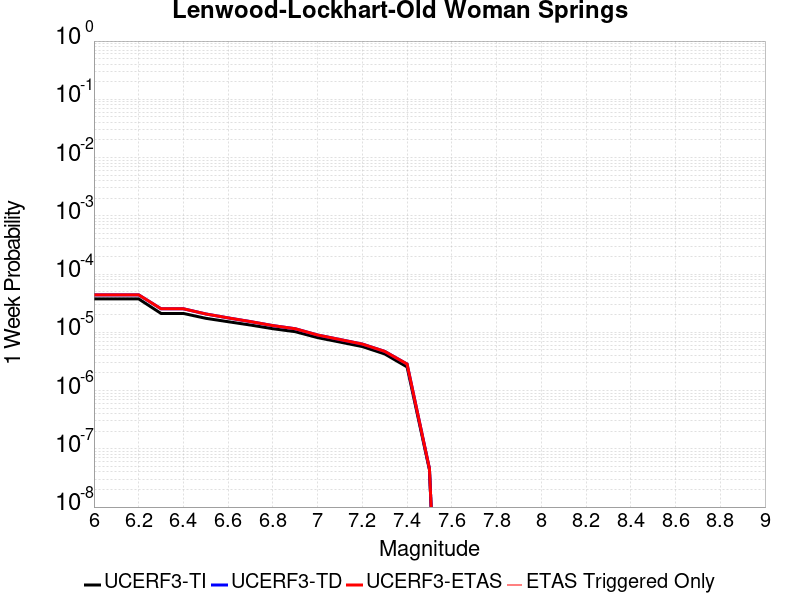 Lenwood-Lockhart-Old Woman Springs
10^0
10^-1
10^-2
10^-3
10^-4
10^-5
10^-6
10^-7
10^-8
1 Week Probability
6 6.2 6.4 6.6 6.8 7 7.2 7.4 7.6 7.8 8 8.2 8.4 8.6 8.8 9
Magnitude
UCERF3-TI UCERF3-TD UCERF3-ETAS ETAS Triggered Only